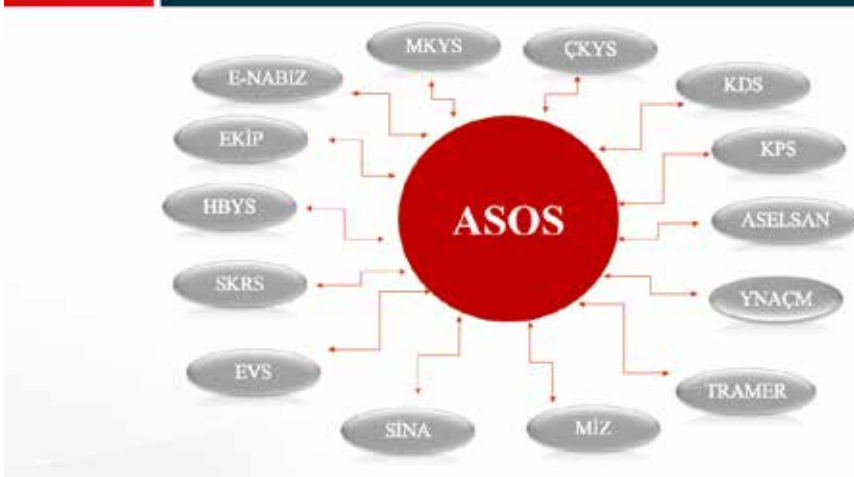 MKYS
ÇKYS
E-NABIZ
KDS
EKİP
KPS
HBYS
ASOS
ASELSAN
SKRS
YNAÇM
EVS
TRAMER
SİNA
MİZ